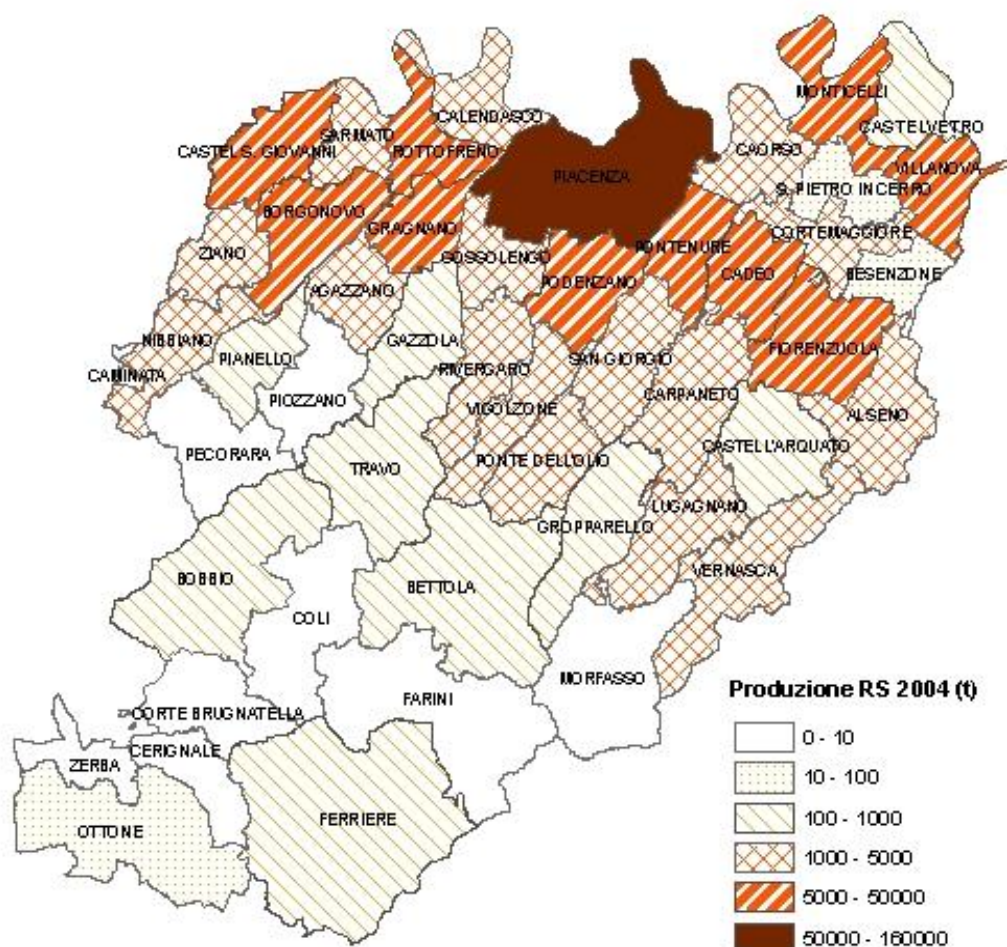 MONTICELLI
CALENDASCO
CASTELVETRO
SARMATO
CASTEL S. GIOVANNI
ROTTOFRENO
CAORSO
VILLANOVA
PIACENZA
S. PIETRO IN CERRO
BORGONOVO
GRAGNANO
CORTEMAGGIORE
ZIANO
GOSSOLENGO
PONTENURE
CADEO
BESENZONE
PODENZANO
AGAZZANO
NIBBIANO
GAZZOLA
FIORENZUOLA
PIANELLO
SAN GIORGIO
CAMINATA
RIVERGARO
CARPANETO
PIOZZANO
VIGOLZONE
ALSENO
CASTELL'ARQUATO
PECORARA
TRAVO
PONTE DELL'OLIO
LUGAGNANO
GROPPARELLO
VERNASCA
BOBBIO
BETTOLA
COLI
MORFASSO
FARINI
CORTE BRUGNATELLA
CERIGNALE
ZERBA
FERRIERE
OTTONE
Produzione RS 2004 (t)
0 - 10
10 - 100
100 - 1000
1000 - 5000
5000 - 50000
50000 - 160000